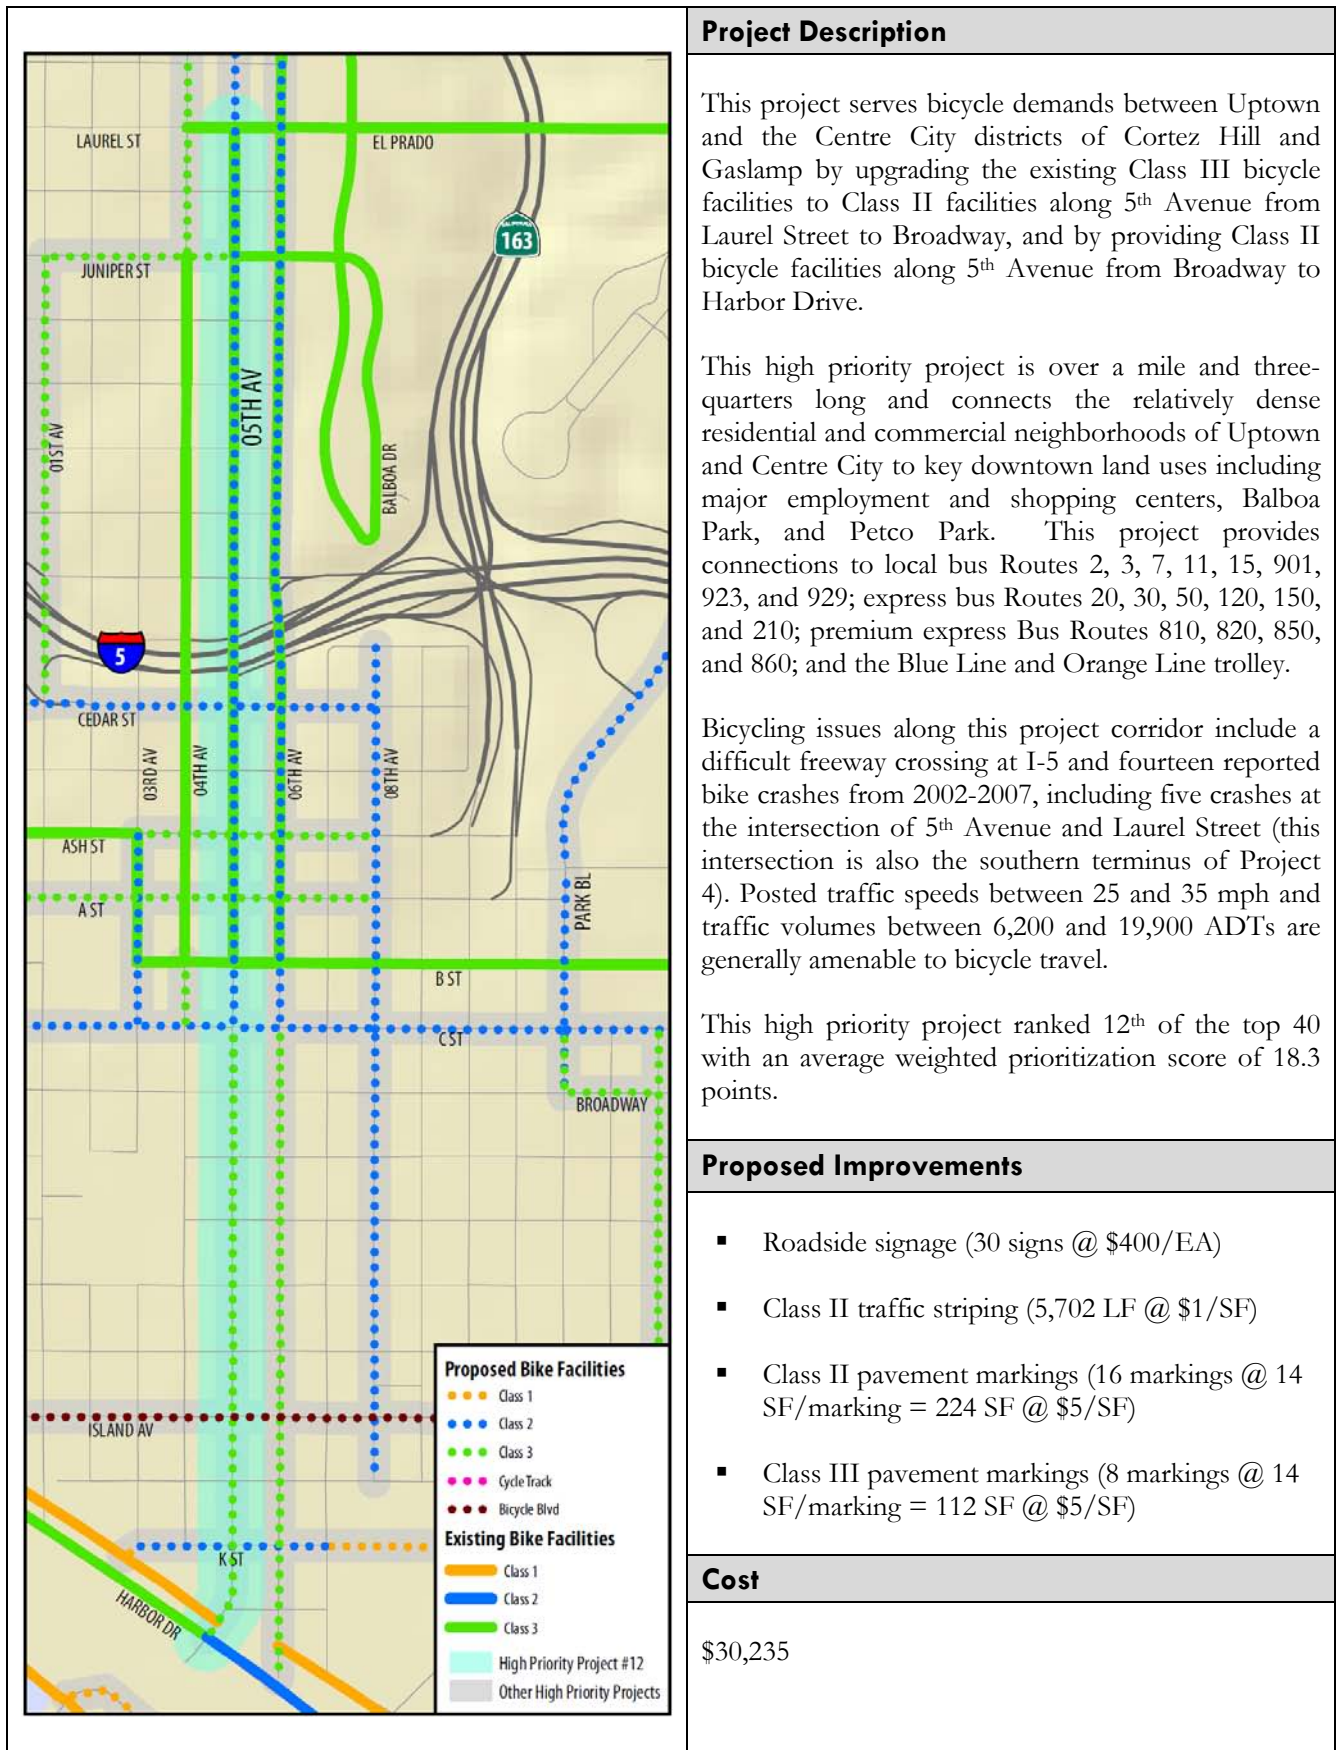 LAUREL ST
EL PRADO
163
JUNIPER ST
05TH AV
01ST AV
BALBOA DR
5
CEDAR ST
03RD AV
04TH AV
06TH AV
08TH AV
ASH ST
A ST
PARK BL
B ST
C ST
BROADWAY
ISLAND AV
K ST
HARBOR DR
Proposed Bike Facilities
Class 1
Class 2
Class 3
Cycle Track
Bicycle Blvd
Existing Bike Facilities
Class 1
Class 2
Class 3
High Priority Project #12
Other High Priority Projects
Project Description
This project serves bicycle demands between Uptown
and the Centre City districts of Cortez Hill and
Gaslamp by upgrading the existing Class III bicycle
facilities to Class II facilities along 5th Avenue from
Laurel Street to Broadway, and by providing Class II
bicycle facilities along 5th Avenue from Broadway to
Harbor Drive.
This high priority project is over a mile and three-
quarters long and connects the relatively dense
residential and commercial neighborhoods of Uptown
and Centre City to key downtown land uses including
major employment and shopping centers, Balboa
Park, and Petco Park. This project provides
connections to local bus Routes 2, 3, 7, 11, 15, 901,
923, and 929; express bus Routes 20, 30, 50, 120, 150,
and 210; premium express Bus Routes 810, 820, 850,
and 860; and the Blue Line and Orange Line trolley.
Bicycling issues along this project corridor include a
difficult freeway crossing at I-5 and fourteen reported
bike crashes from 2002-2007, including five crashes at
the intersection of 5th Avenue and Laurel Street (this
intersection is also the southern terminus of Project
4). Posted traffic speeds between 25 and 35 mph and
traffic volumes between 6,200 and 19,900 ADTs are
generally amenable to bicycle travel.
This high priority project ranked 12th of the top 40
with an average weighted prioritization score of 18.3
points.
Proposed Improvements
▪ Roadside signage (30 signs @ $400/EA)
▪ Class II traffic striping (5,702 LF @ $1/SF)
▪ Class II pavement markings (16 markings @ 14
SF/marking = 224 SF @ $5/SF)
▪ Class III pavement markings (8 markings @ 14
SF/marking = 112 SF @ $5/SF)
Cost
$30,235